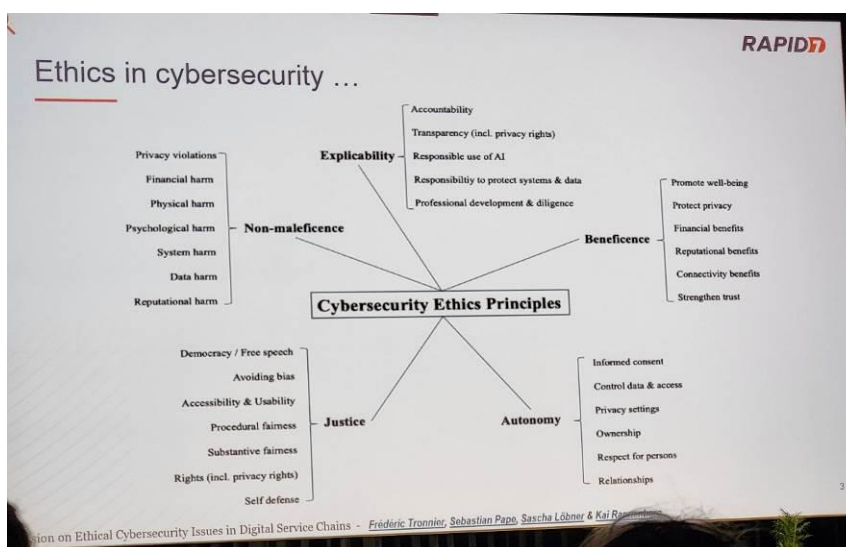 RAPID7
Ethics in cybersecurity ...
Accountability
Transparency (incl. privacy rights)
Explicability
Responsible use of AI
Responsibiltiy to protect systems & data
Professional development & diligence
Privacy violations
Financial harm
Physical harm
Psychological harm
Non-maleficence
System harm
Data harm
Reputational harm
Promote well-being
Protect privacy
Financial benefits
Beneficence
Reputational benefits
Connectivity benefits
Strengthen trust
Cybersecurity Ethics Principles
Democracy / Free speech
Avoiding bias
Accessibility & Usability
Procedural fairness
Justice
Substantive fairness
Rights (incl. privacy rights)
Self defense
Informed consent
Control data & access
Privacy settings
Autonomy
Ownership
Respect for persons
Relationships
3
on Ethical Cybersecurity Issues in Digital Service Chains - Frédéric Tronnier, Sebastian Pape, Sascha Löbner & Kai